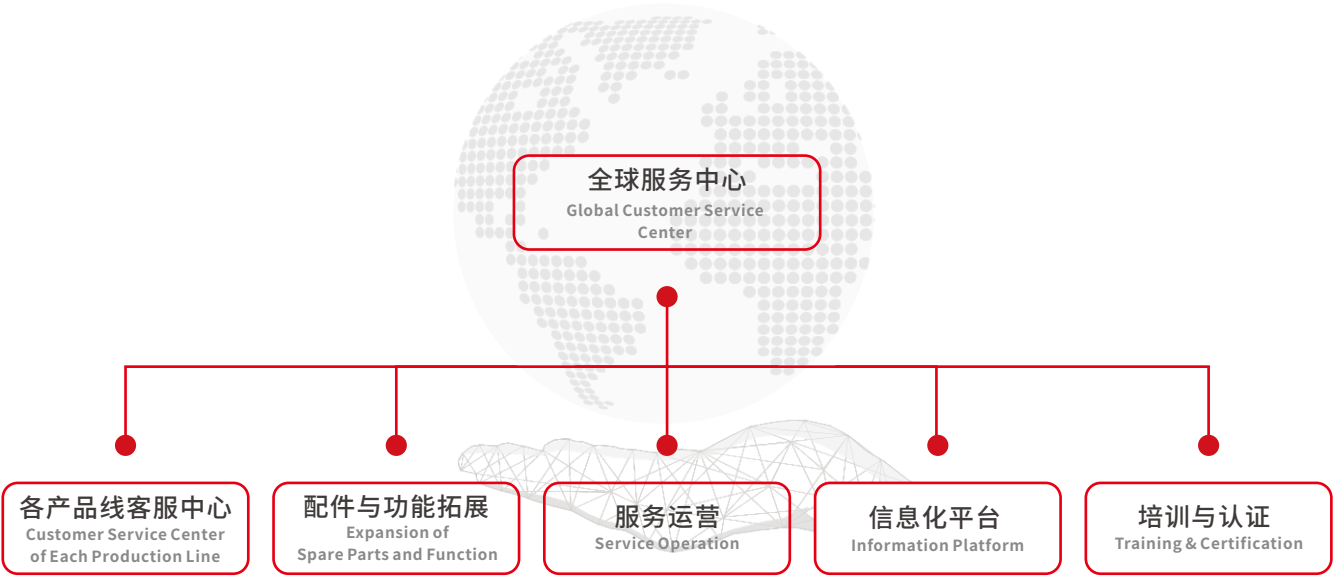 全球服务中心
Global Customer Service
Center
各产品线客服中心
Customer Service Center
of Each Production Line
配件与功能拓展
Expansion of
Spare Parts and Function
服务运营
Service Operation
信息化平台
Information Platform
培训与认证
Training & Certification